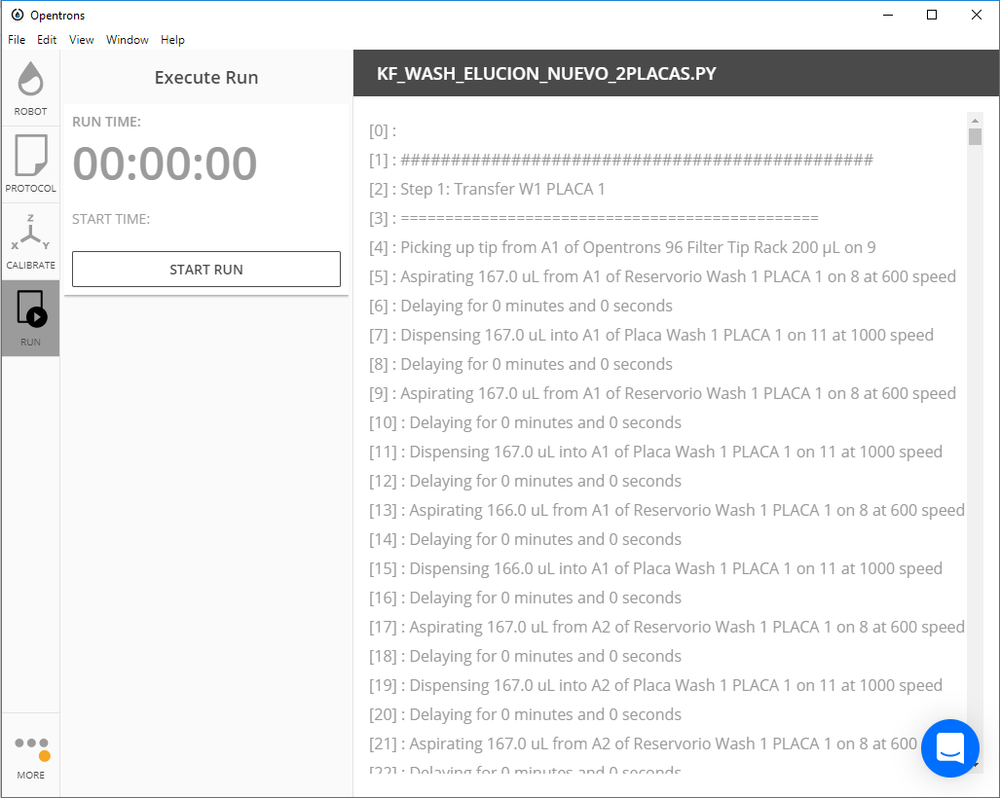 Opentrons
File Edit View Window Help
ROBOT
PROTOCOL
Z
X Y
CALIBRATE
RUN
MORE
Execute Run
RUN TIME:
00:00:00
START TIME:
START RUN
KF_WASH_ELUCION_NUEVO_2PLACAS.PY
[0] :
[1] : ###############################################
[2] : Step 1: Transfer W1 PLACA 1
[3] : ===============================================
[4] : Picking up tip from A1 of Opentrons 96 Filter Tip Rack 200 µL on 9
[5] : Aspirating 167.0 uL from A1 of Reservorio Wash 1 PLACA 1 on 8 at 600 speed
[6] : Delaying for 0 minutes and 0 seconds
[7] : Dispensing 167.0 uL into A1 of Placa Wash 1 PLACA 1 on 11 at 1000 speed
[8] : Delaying for 0 minutes and 0 seconds
[9] : Aspirating 167.0 uL from A1 of Reservorio Wash 1 PLACA 1 on 8 at 600 speed
[10] : Delaying for 0 minutes and 0 seconds
[11] : Dispensing 167.0 uL into A1 of Placa Wash 1 PLACA 1 on 11 at 1000 speed
[12] : Delaying for 0 minutes and 0 seconds
[13] : Aspirating 166.0 uL from A1 of Reservorio Wash 1 PLACA 1 on 8 at 600 speed
[14] : Delaying for 0 minutes and 0 seconds
[15] : Dispensing 166.0 uL into A1 of Placa Wash 1 PLACA 1 on 11 at 1000 speed
[16] : Delaying for 0 minutes and 0 seconds
[17] : Aspirating 167.0 uL from A2 of Reservorio Wash 1 PLACA 1 on 8 at 600 speed
[18] : Delaying for 0 minutes and 0 seconds
[19] : Dispensing 167.0 uL into A2 of Placa Wash 1 PLACA 1 on 11 at 1000 speed
[20] : Delaying for 0 minutes and 0 seconds
[21] : Aspirating 167.0 uL from A2 of Reservorio Wash 1 PLACA 1 on 8 at 600
[22] : Delaying for 0 minutes and 0 seconds